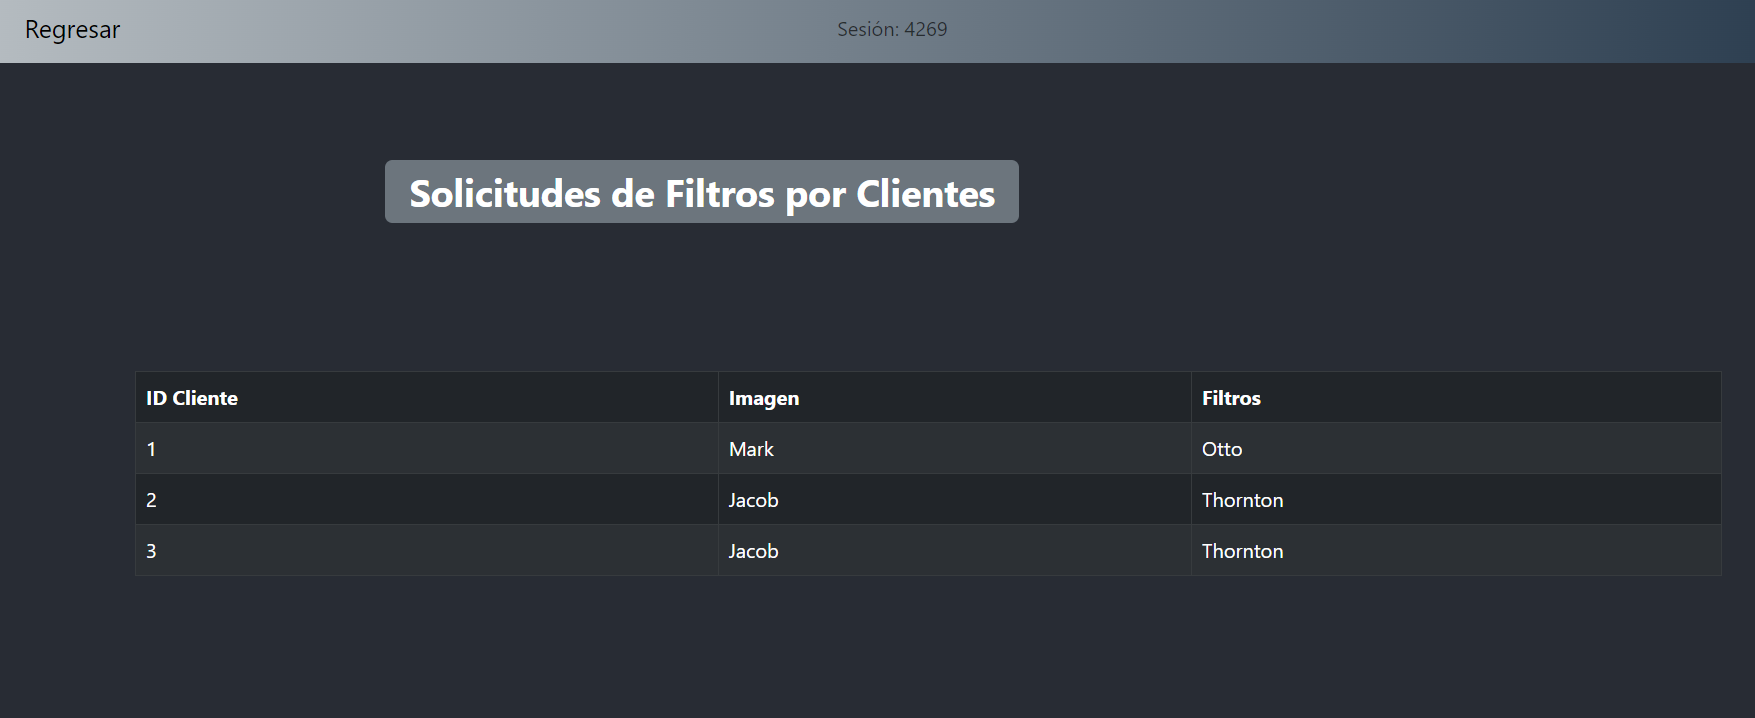 Regresar Sesión: 4269
Solicitudes de Filtros por Clientes
ID Cliente Imagen Filtros
1 Mark Otto
2 Jacob Thornton
3 Jacob Thornton